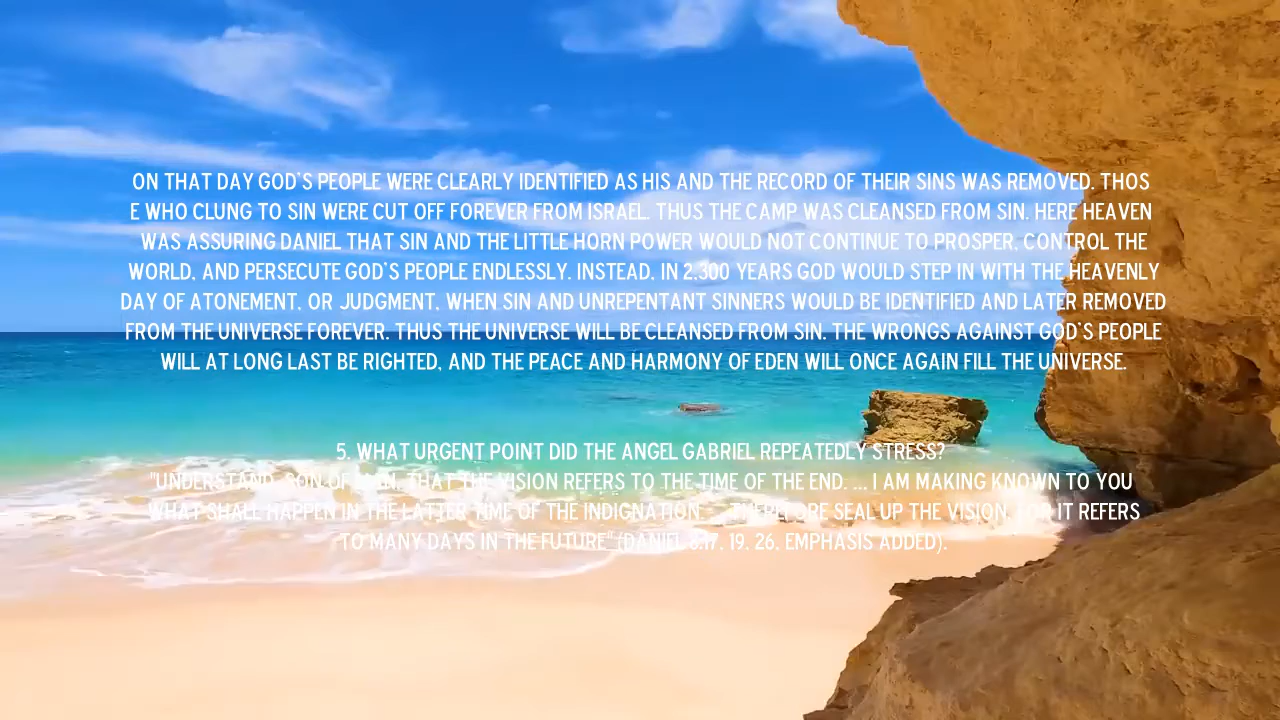 ON THAT DAY GOD'S PEOPLE WERE CLEARLY IDENTIFIED AS HIS AND THE RECORD OF THEIR SINS WAS REMOVED. THOS
E WHO CLUNG TO SIN WERE CUT OFF FOREVER FROM ISRAEL. THUS THE CAMP WAS CLEANSED FROM SIN. HERE HEAVEN
WAS ASSURING DANIEL THAT SIN AND THE LITTLE HORN POWER WOULD NOT CONTINUE TO PROSPER, CONTROL THE
WORLD, AND PERSECUTE GOD'S PEOPLE ENDLESSLY. INSTEAD, IN 2,300 YEARS GOD WOULD STEP IN WITH THE HEAVENLY
DAY OF ATONEMENT, OR JUDGMENT, WHEN SIN AND UNREPENTANT SINNERS WOULD BE IDENTIFIED AND LATER REMOVED
FROM THE UNIVERSE FOREVER. THUS THE UNIVERSE WILL BE CLEANSED FROM SIN. THE WRONGS AGAINST GOD'S PEOPLE
WILL AT LONG LAST BE RIGHTED, AND THE PEACE AND HARMONY OF EDEN WILL ONCE AGAIN FILL THE UNIVERSE.
5. WHAT URGENT POINT DID THE ANGEL GABRIEL REPEATEDLY STRESS?
"UNDERSTAND, SON OF MAN, THAT THE VISION REFERS TO THE TIME OF THE END. ... I AM MAKING KNOWN TO YOU
WHAT SHALL HAPPEN IN THE LATTER TIME OF THE INDIGNATION. ... THEREFORE SEAL UP THE VISION, FOR IT REFERS
TO MANY DAYS IN THE FUTURE" (DANIEL 8:17, 19, 26, EMPHASIS ADDED).